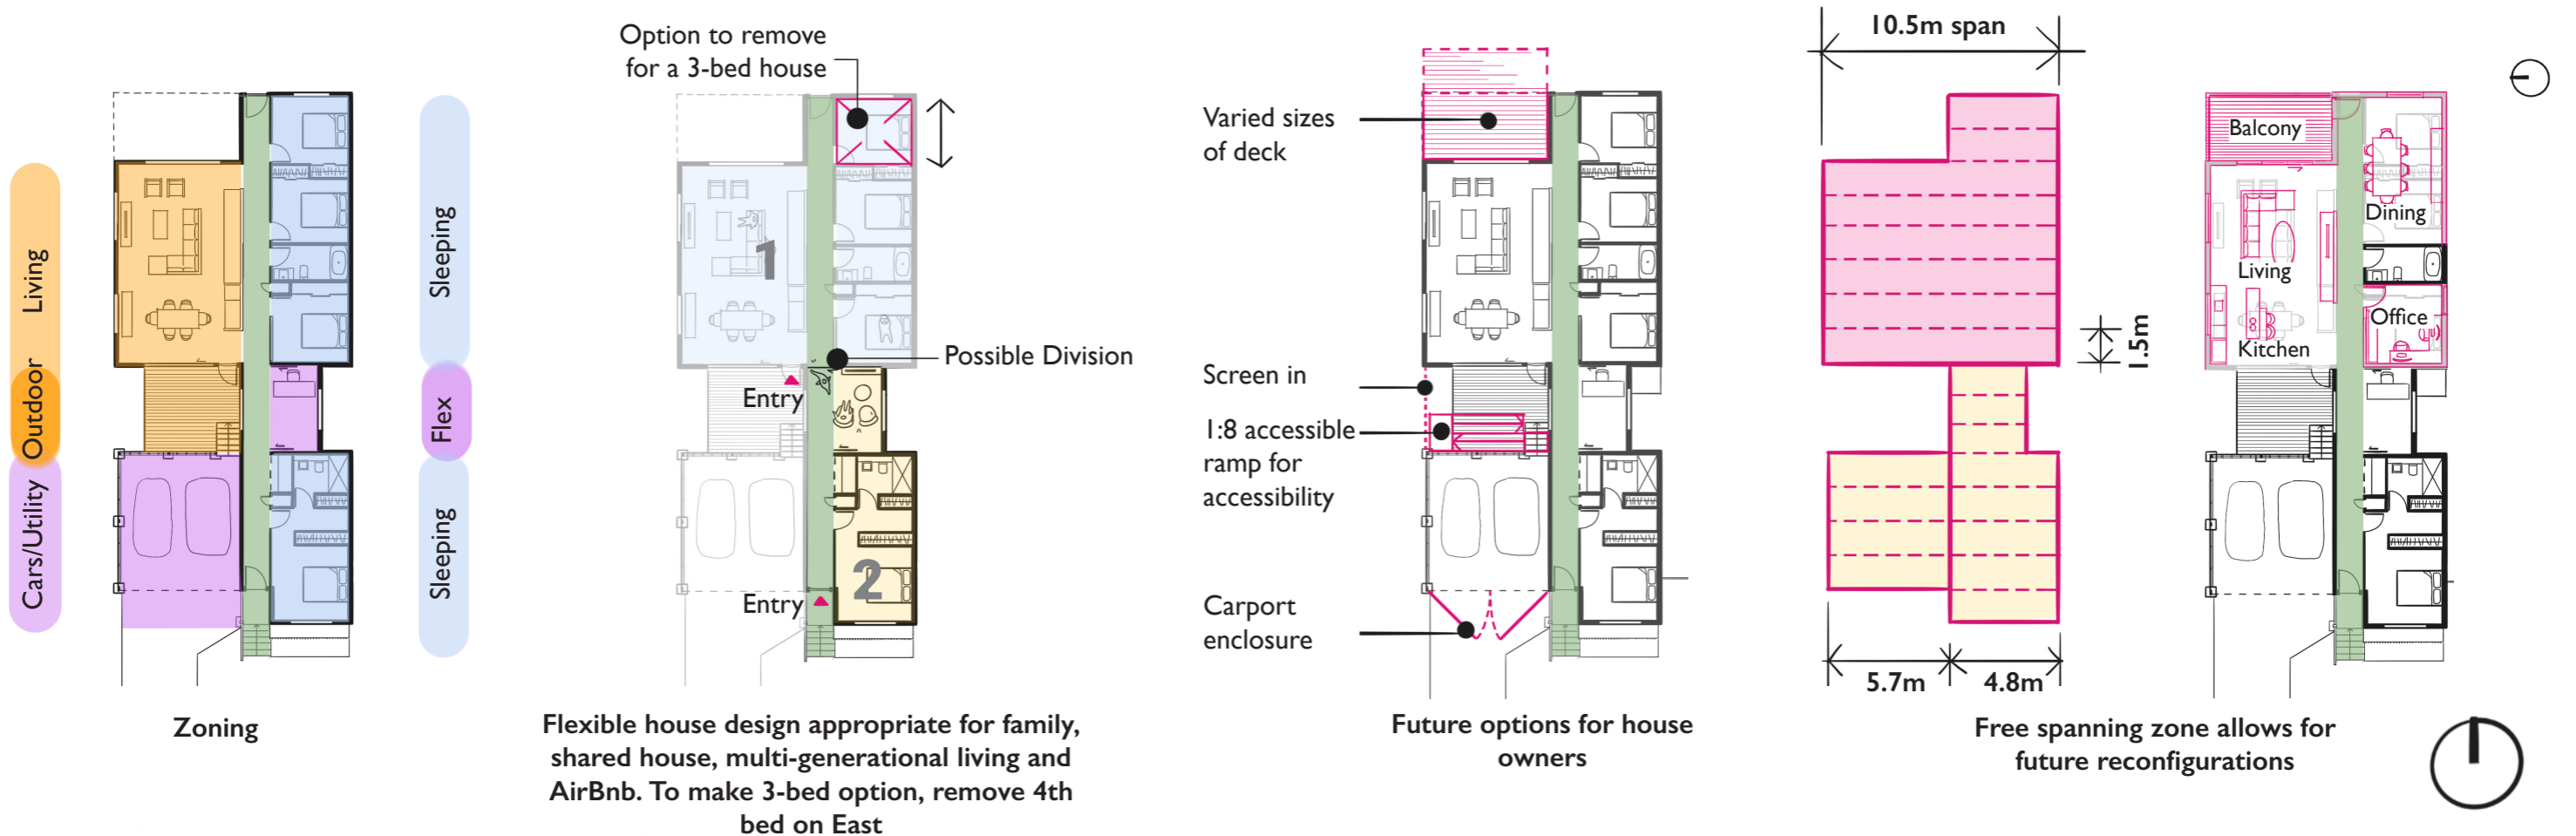 Living
Outdoor
Cars/Utility
Sleeping
Flex
Sleeping
Zoning
Option to remove
for a 3-bed house
1
Possible Division
Entry
2
Entry
Flexible house design appropriate for family,
shared house, multi-generational living and
AirBnb. To make 3-bed option, remove 4th
bed on East
Varied sizes
of deck
Screen in
1:8 accessible
ramp for
accessibility
Carport
enclosure
Future options for house
owners
10.5m span
1.5m
5.7m
4.8m
Balcony
Dining
Living
Office
Kitchen
Free spanning zone allows for
future reconfigurations